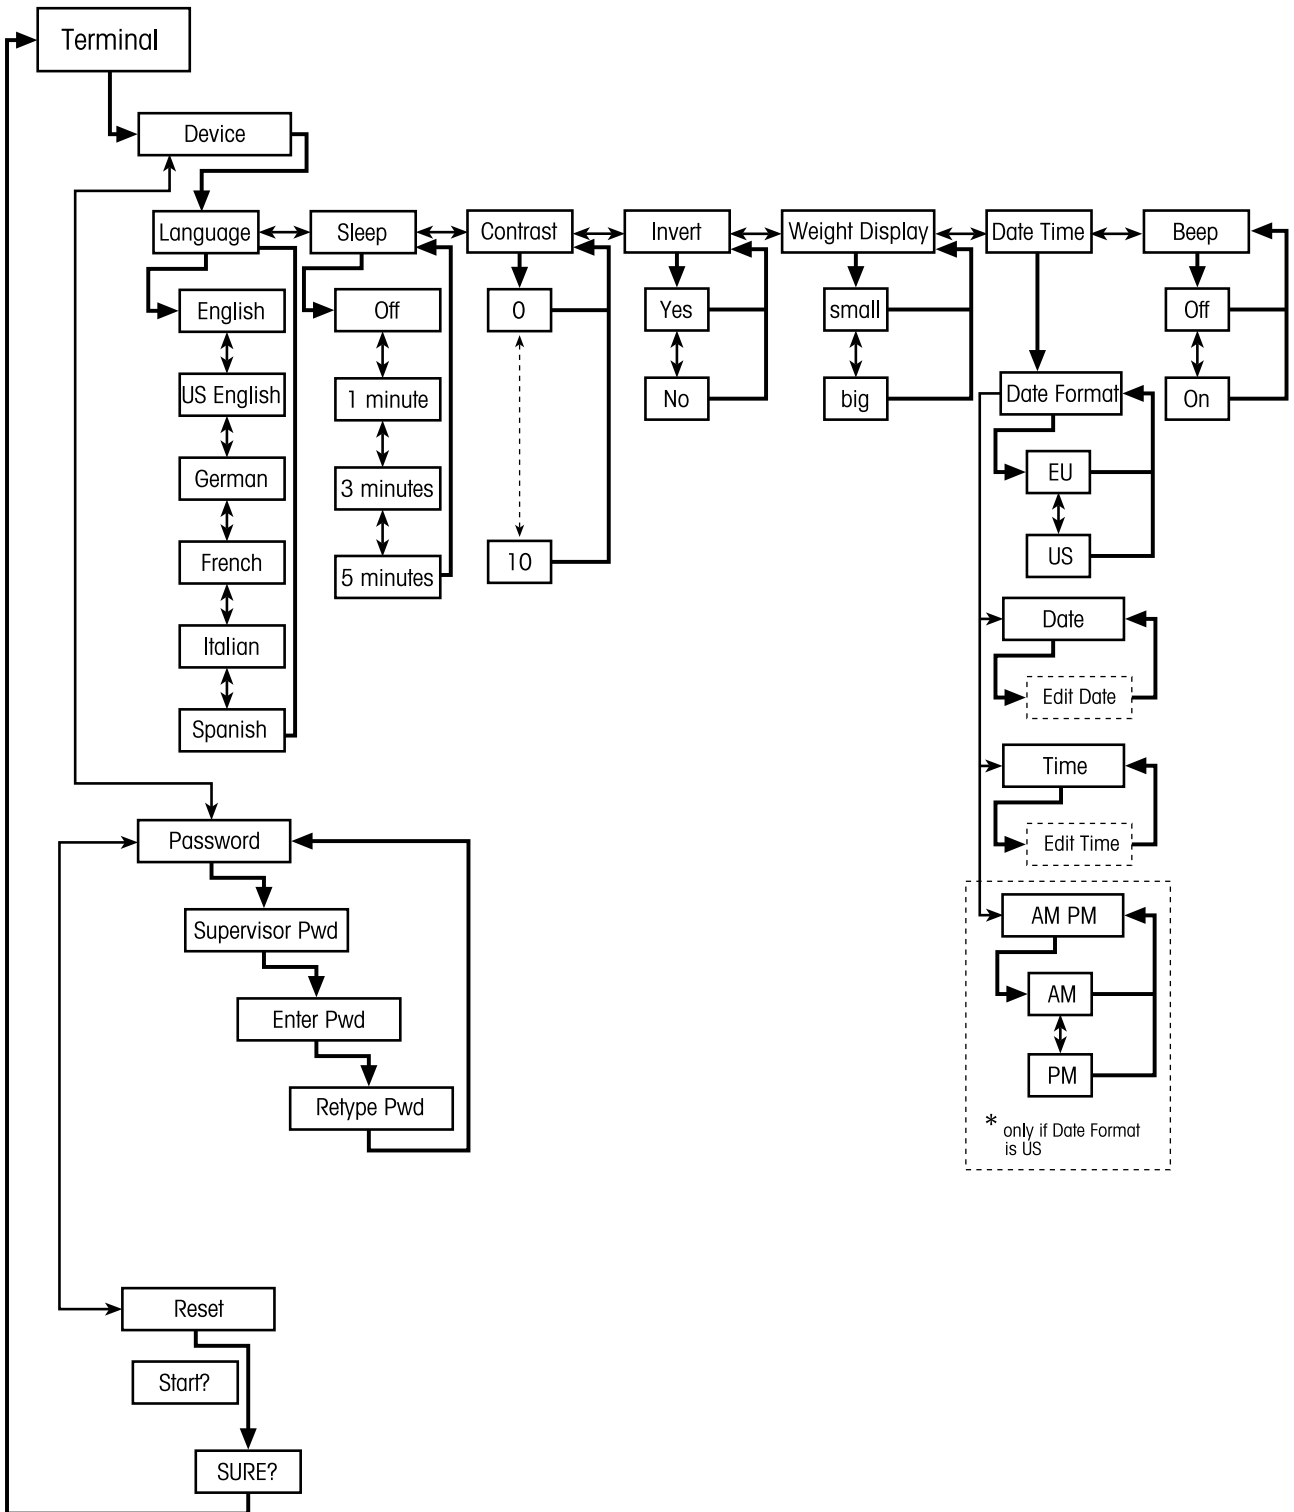 Terminal
Device
Language
Sleep
Contrast
Invert
Weight Display
Date Time
Beep
English
US English
German
French
Italian
Spanish
Off
1 minute
3 minutes
5 minutes
0
10
Yes
No
small
big
Date Format
EU
US
Date
Edit Date
Time
Edit Time
AM PM
AM
PM
* only if Date Format
is US
Off
On
Password
Supervisor Pwd
Enter Pwd
Retype Pwd
Reset
Start?
SURE?